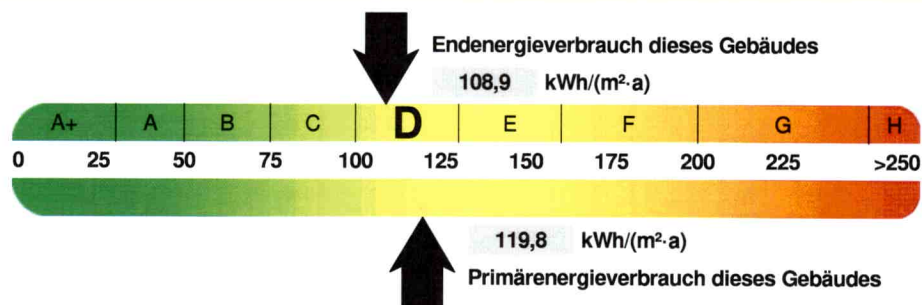 Endenergieverbrauch dieses Gebäudes
108,9 kWh/(m²·a)
A+ A B C D E F G H
0 25 50 75 100 125 150 175 200 225 >250
119,8 kWh/(m²·a)
Primärenergieverbrauch dieses Gebäudes